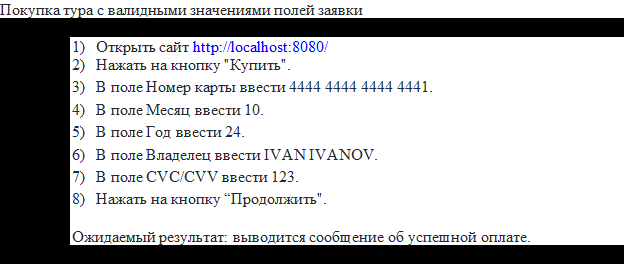 Покупка тура с валидными значениями полей заявки
1) Открыть сайт http://localhost:8080/
2) Нажать на кнопку "Купить".
3) В поле Номер карты ввести 4444 4444 4444 4441.
4) В поле Месяц ввести 10.
5) В поле Год ввести 24.
6) В поле Владелец ввести IVAN IVANOV.
7) В поле CVC/CVV ввести 123.
8) Нажать на кнопку “Продолжить".
Ожидаемый результат: выводится сообщение об успешной оплате.